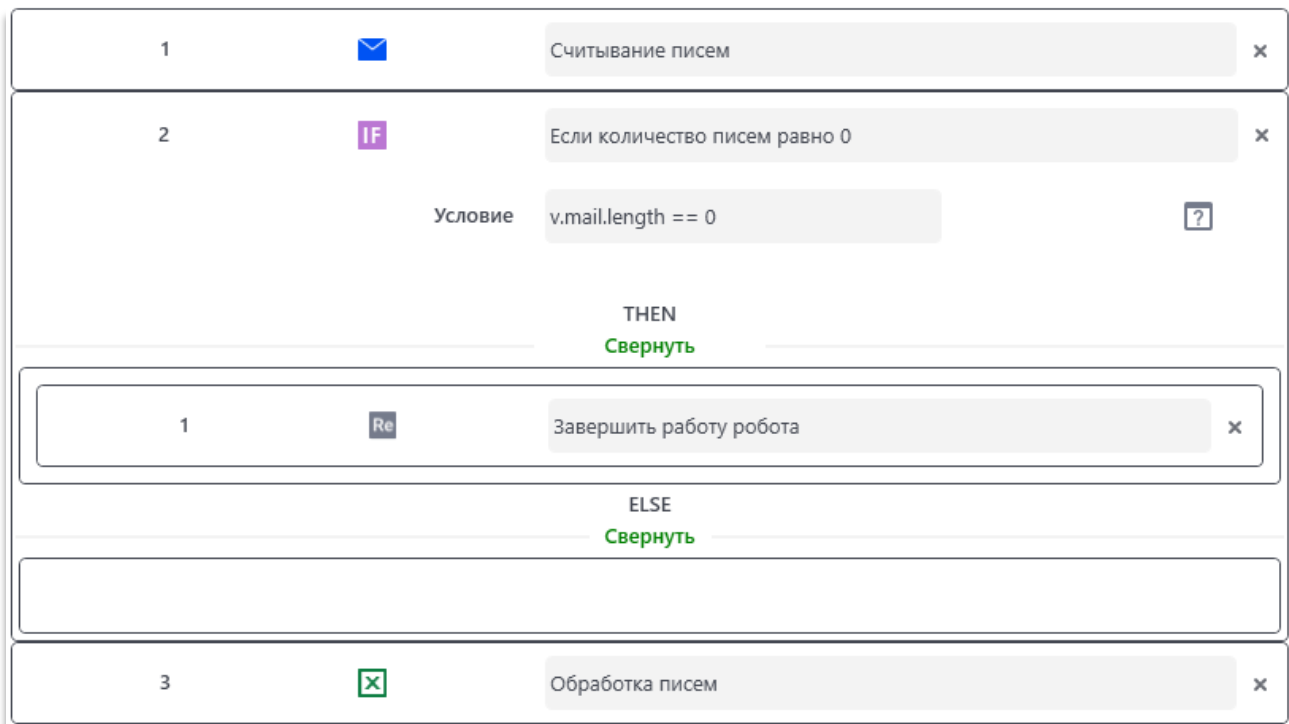 1 Считывание писем ×
2 IF Если количество писем равно 0 ×
Условие v.mail.length == 0 ?
THEN
Свернуть
1 Re Завершить работу робота ×
ELSE
Свернуть
3 X Обработка писем ×